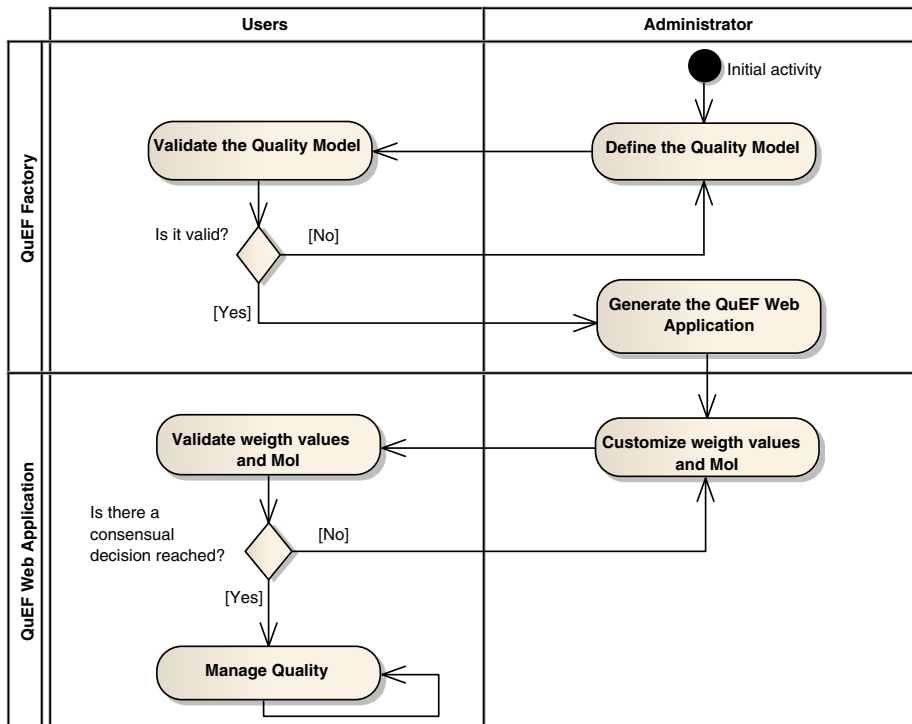 Users
Administrator
QuEF Factory
Initial activity
Validate the Quality Model
Define the Quality Model
Is it valid?
[No]
[Yes]
Generate the QuEF Web
Application
QuEF Web Application
Validate weigth values
and MoI
Customize weigth values
and MoI
Is there a
consensual
decision reached?
[No]
[Yes]
Manage Quality